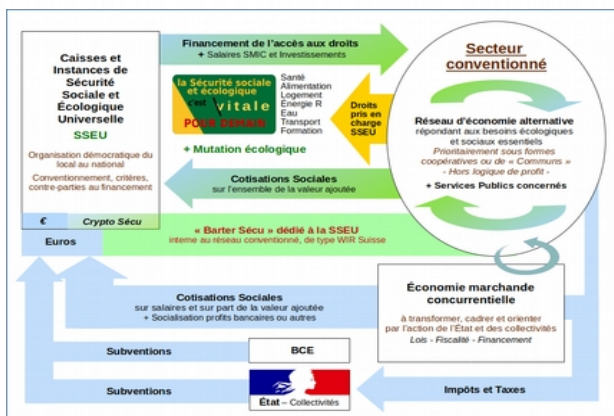 Caisses et
Instances de
Sécurité
Sociale et
Écologique
Universelle
SSEU
Organisation démocratique du
local au national
Conventionnement, critères,
contre-parties au financement
€
Crypto Sécu
Euros
Financement de l'accès aux droits
+ Salaires SMIC et Investissements
la Sécurité sociale
et écologique
c'est vitale
POUR DEMAIN
+ Mutation écologique
Santé
Alimentation
Logement
Énergie R
Eau
Transport
Formation
Droits
pris en
charge
SSEU
Cotisations Sociales
sur l'ensemble de la valeur ajoutée
Secteur
conventionné
Réseau d'économie alternative
répondant aux besoins écologiques
et sociaux essentiels
Prioritairement sous formes
coopératives ou de « Communs »
- Hors logique de profit -
+ Services Publics concernés
« Barter Sécu » dédié à la SSEU
interne au réseau conventionné, de type WIR Suisse
Cotisations Sociales
sur salaires et sur part de la valeur ajoutée
+ Socialisation profits bancaires ou autres
Économie marchande
concurrentielle
à transformer, cadrer et orienter
par l'action de l'État et des collectivités
Lois - Fiscalité - Financement
Subventions
BCE
Subventions
État – Collectivités
Impôts et Taxes